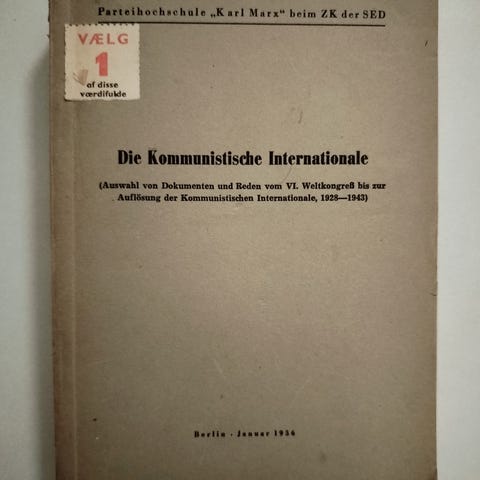 Parteihochschule „Karl Marx“ beim ZK der SED
VÆLG
1
af disse
værdifulde
Die Kommunistische Internationale
(Auswahl von Dokumenten und Reden vom VI. Weltkongreß bis zur
Auflösung der Kommunistischen Internationale, 1928—1943)
Berlin - Januar 1956